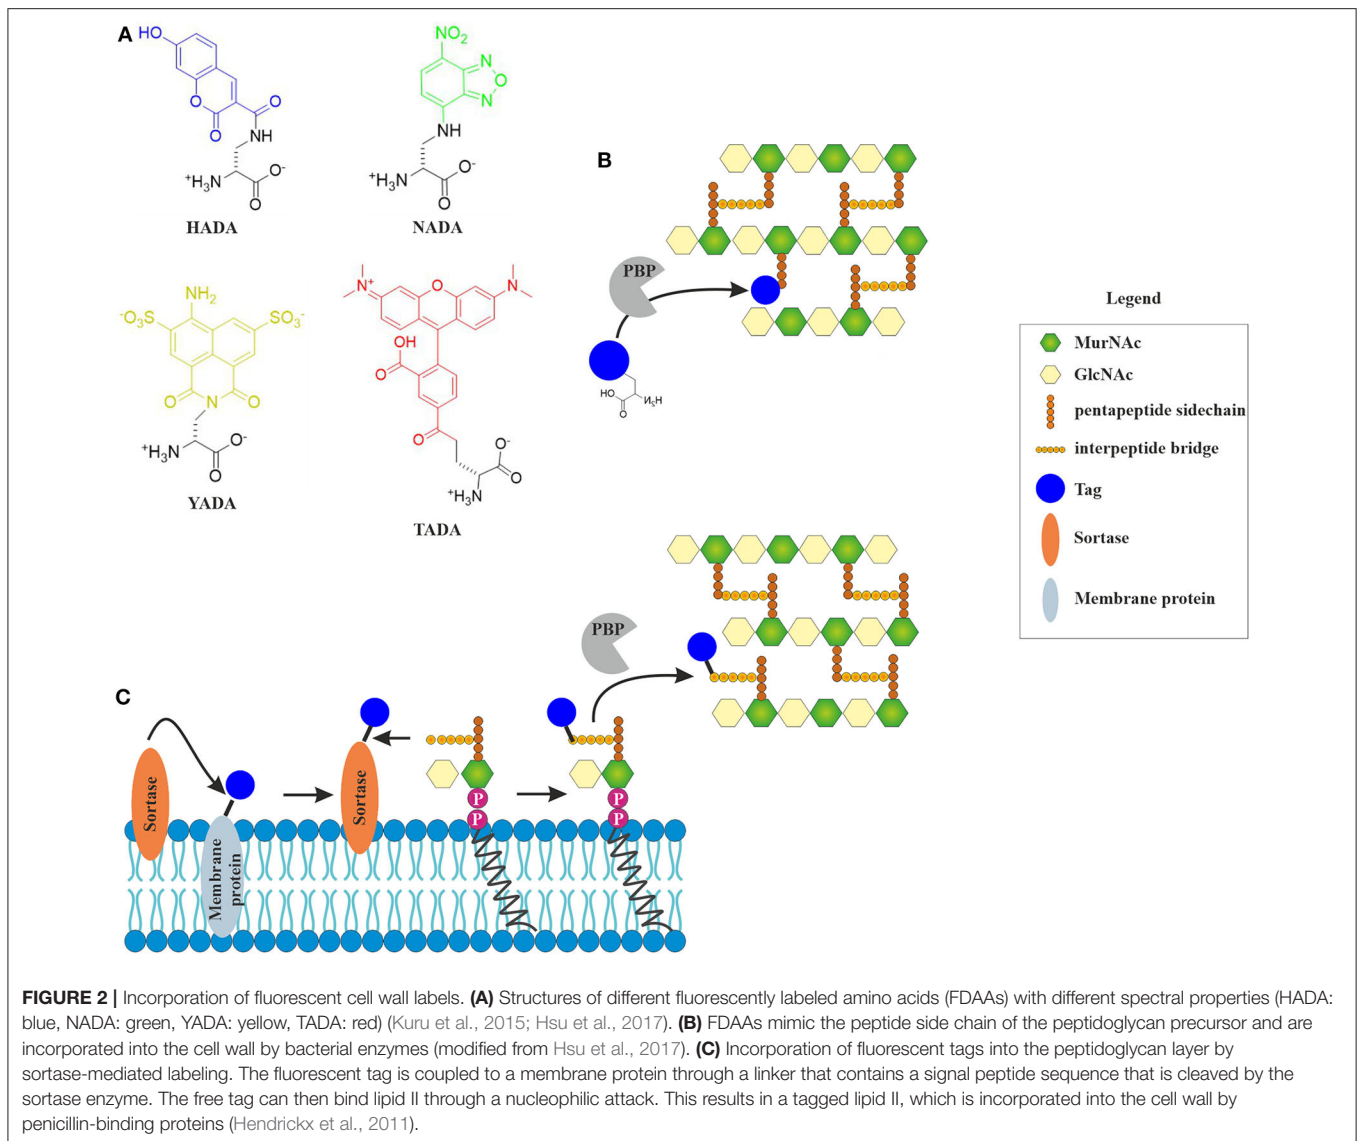 A
HO
O
O
O
NH
⁺H₃N
O⁻
O
HADA
NO₂
N
O
N
NH
⁺H₃N
O⁻
O
NADA
NH₂
⁻O₃S
SO₃⁻
O
N
O
⁺H₃N
O⁻
O
YADA
N⁺
O
N
OH
O
O
O⁻
O
⁺H₃N
TADA
B
PBP
HO
O
H₂N
Legend
MurNAc
GlcNAc
pentapeptide sidechain
interpeptide bridge
Tag
Sortase
Membrane protein
C
Sortase
Membrane
protein
Sortase
P
P
P
P
PBP
FIGURE 2 | Incorporation of fluorescent cell wall labels. (A) Structures of different fluorescently labeled amino acids (FDAAs) with different spectral properties (HADA:
blue, NADA: green, YADA: yellow, TADA: red) (Kuru et al., 2015; Hsu et al., 2017). (B) FDAAs mimic the peptide side chain of the peptidoglycan precursor and are
incorporated into the cell wall by bacterial enzymes (modified from Hsu et al., 2017). (C) Incorporation of fluorescent tags into the peptidoglycan layer by
sortase-mediated labeling. The fluorescent tag is coupled to a membrane protein through a linker that contains a signal peptide sequence that is cleaved by the
sortase enzyme. The free tag can then bind lipid II through a nucleophilic attack. This results in a tagged lipid II, which is incorporated into the cell wall by
penicillin-binding proteins (Hendrickx et al., 2011).